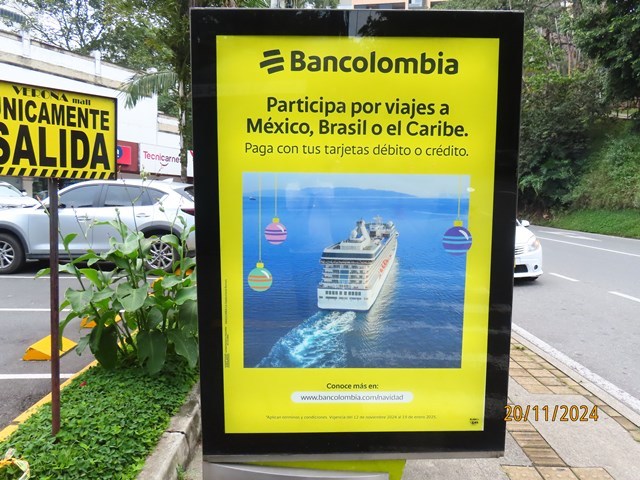 Bancolombia
Participa por viajes a
México, Brasil o el Caribe.
Paga con tus tarjetas débito o crédito.
Conoce más en:
www.bancolombia.com/navidad
VERONA mall
ÚNICAMENTE
SALIDA
Tecnicarnes
20/11/2024